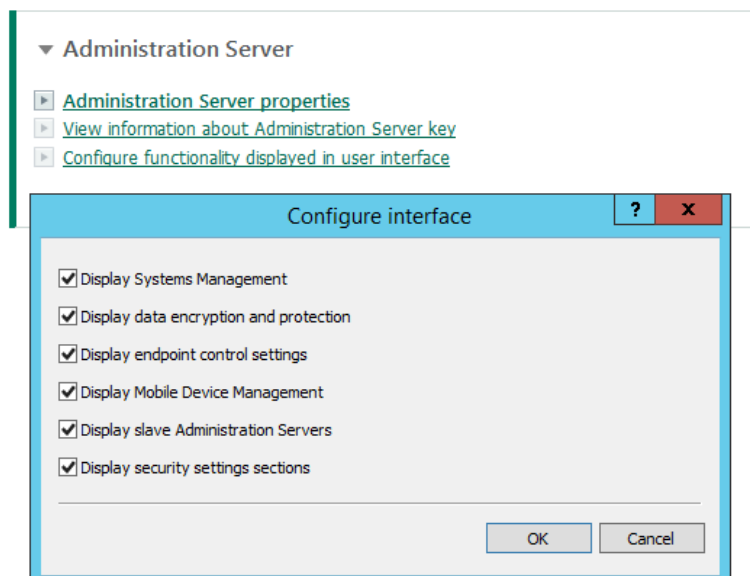 Administration Server
Administration Server properties
View information about Administration Server key
Configure functionality displayed in user interface
Configure interface
? x
Display Systems Management
Display data encryption and protection
Display endpoint control settings
Display Mobile Device Management
Display slave Administration Servers
Display security settings sections
OK Cancel